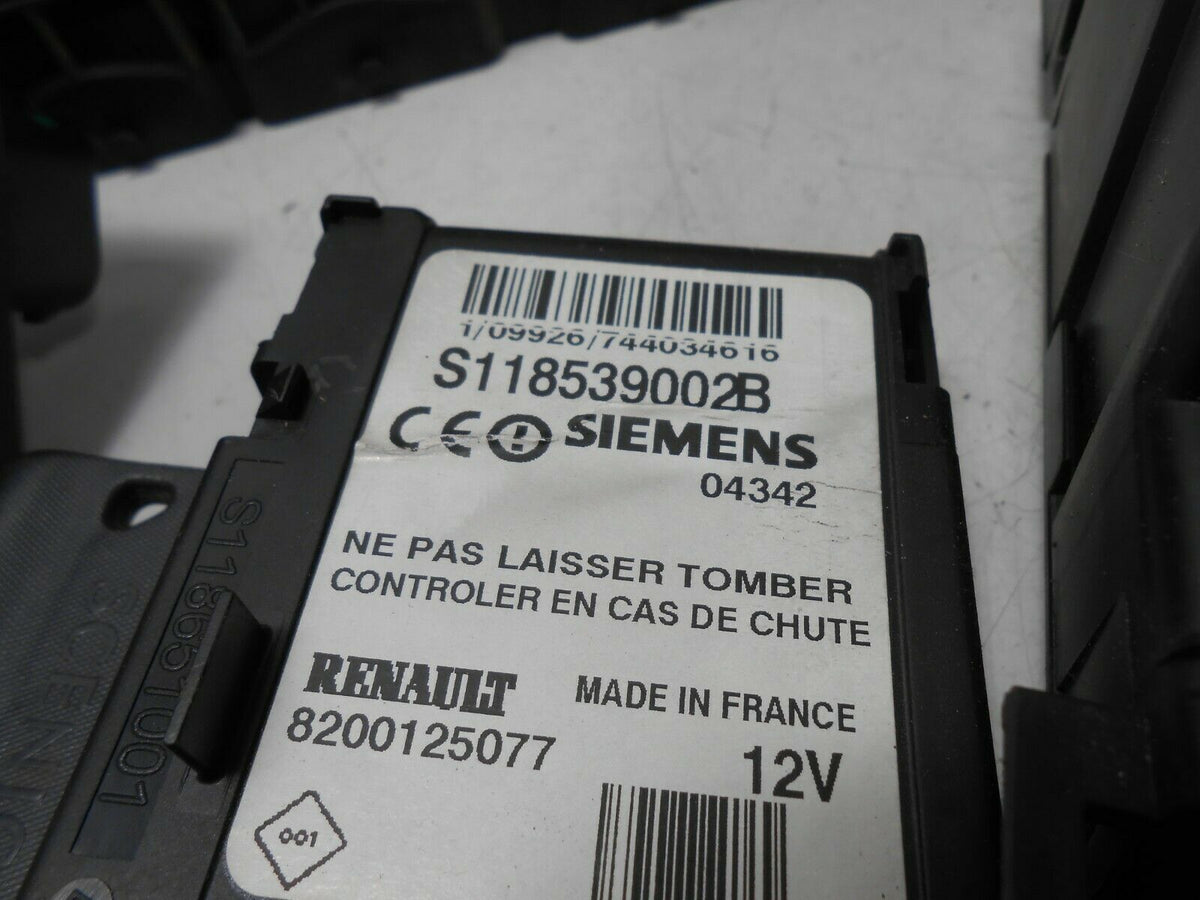 1/09926/744034616
S118539002B
CE SIEMENS
04342
NE PAS LAISSER TOMBER
CONTROLER EN CAS DE CHUTE
RENAULT MADE IN FRANCE
8200125077
12V
001